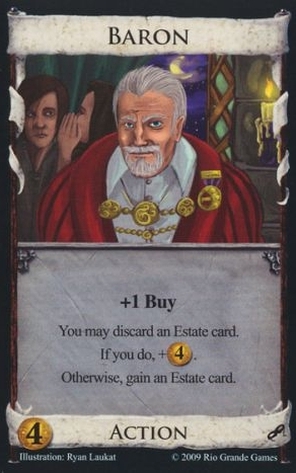 BARON
+1 Buy
You may discard an Estate card.
If you do, +4.
Otherwise, gain an Estate card.
4 ACTION
Illustration: Ryan Laukat © 2009 Rio Grande Games